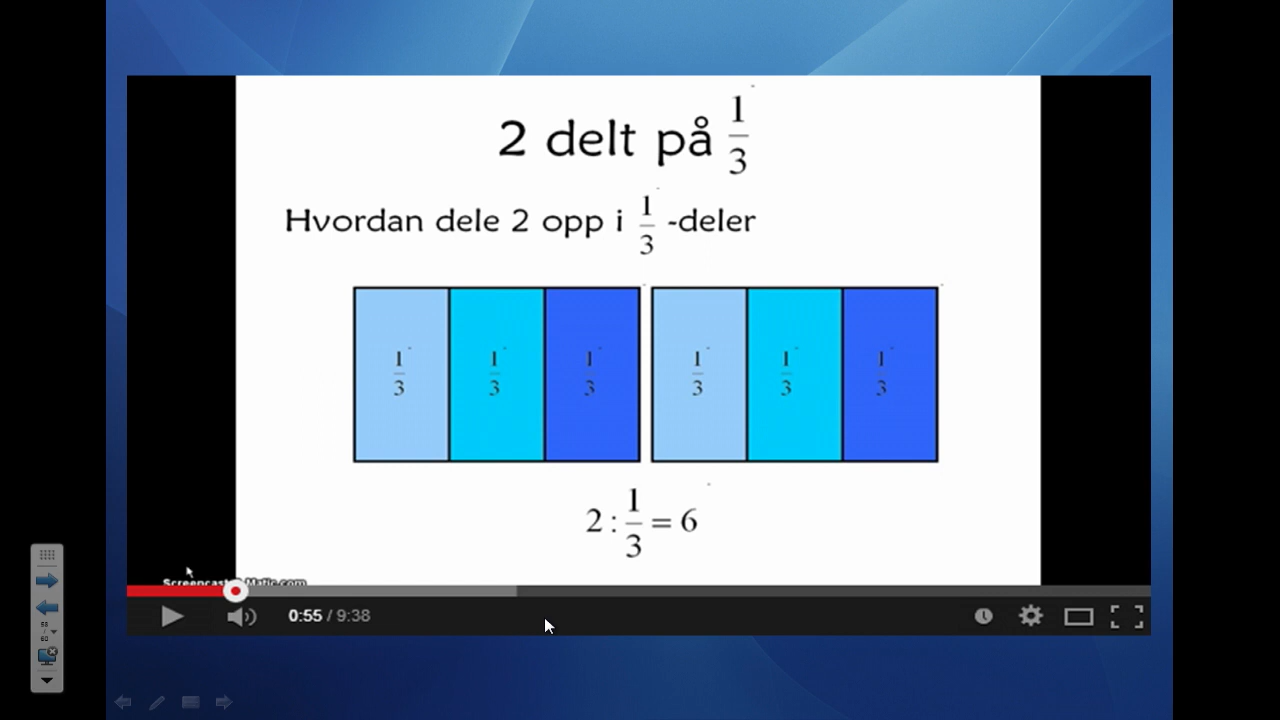 2 delt på 1/3
Hvordan dele 2 opp i 1/3 -deler
1/3 1/3 1/3 1/3 1/3 1/3
2 : 1/3 = 6
0:55 / 9:38